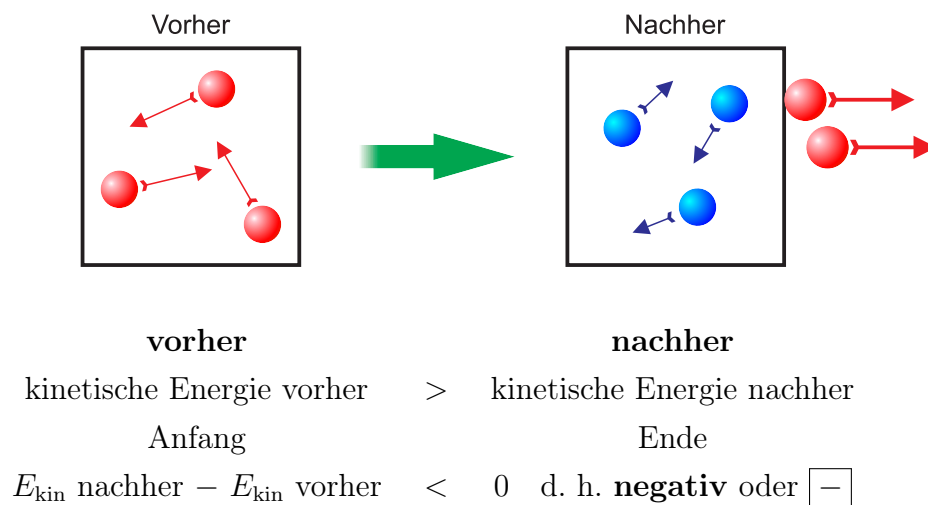 Vorher Nachher
vorher nachher
kinetische Energie vorher > kinetische Energie nachher
Anfang Ende
E_kin nachher − E_kin vorher < 0 d. h. negativ oder −